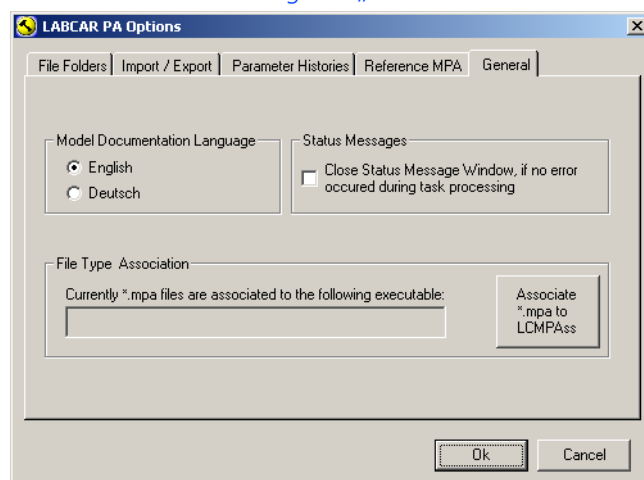 LABCAR PA Options
File Folders Import / Export Parameter Histories Reference MPA General
Model Documentation Language
English
Deutsch
Status Messages
Close Status Message Window, if no error
occured during task processing
File Type Association
Currently *.mpa files are associated to the following executable:
Associate
*.mpa to
LCMPAss
Ok Cancel